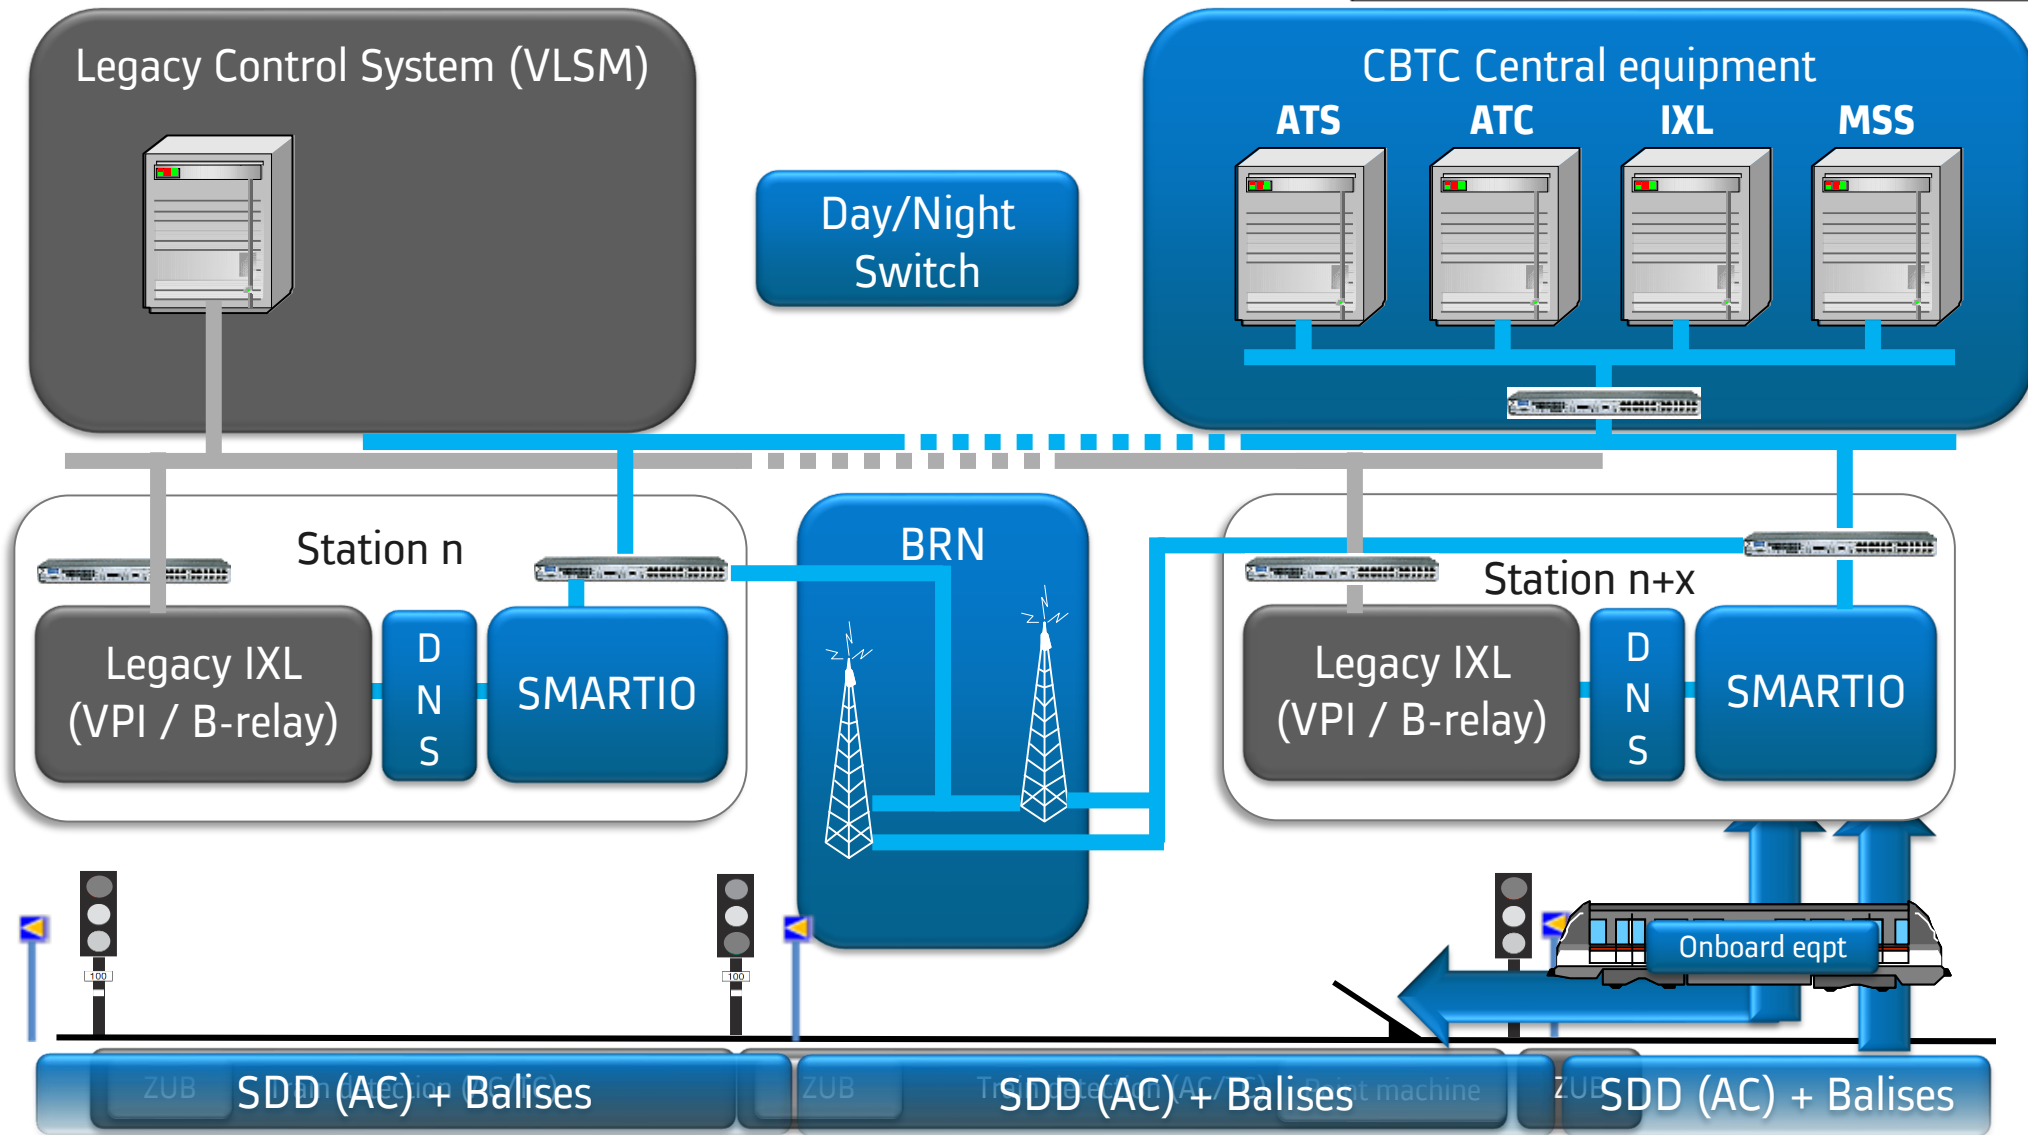 Legacy Control System (VLSM)
CBTC Central equipment
ATS
ATC
IXL
MSS
Day/Night
Switch
Station n
BRN
Station n+x
Legacy IXL
(VPI / B-relay)
D
N
S
SMARTIO
Legacy IXL
(VPI / B-relay)
D
N
S
SMARTIO
Onboard eqpt
100
100
ZUB
SDD (AC) + Balises
ZUB
SDD (AC) + Balises
machine
ZUB
SDD (AC) + Balises